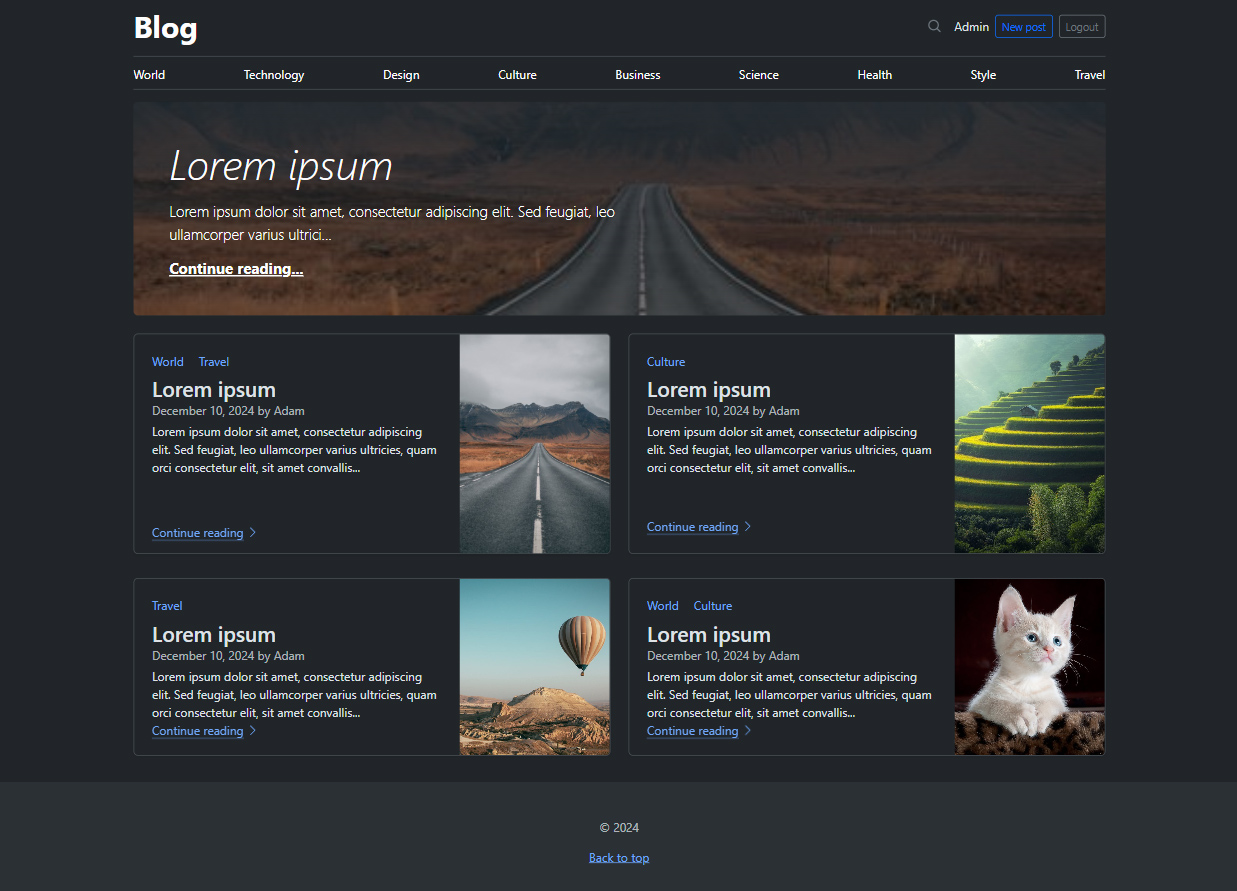 Blog
Admin New post Logout
World Technology Design Culture Business Science Health Style Travel
Lorem ipsum
Lorem ipsum dolor sit amet, consectetur adipiscing elit. Sed feugiat, leo
ullamcorper varius ultrici...
Continue reading...
World Travel
Lorem ipsum
December 10, 2024 by Adam
Lorem ipsum dolor sit amet, consectetur adipiscing
elit. Sed feugiat, leo ullamcorper varius ultricies, quam
orci consectetur elit, sit amet convallis...
Continue reading
Culture
Lorem ipsum
December 10, 2024 by Adam
Lorem ipsum dolor sit amet, consectetur adipiscing
elit. Sed feugiat, leo ullamcorper varius ultricies, quam
orci consectetur elit, sit amet convallis...
Continue reading
Travel
Lorem ipsum
December 10, 2024 by Adam
Lorem ipsum dolor sit amet, consectetur adipiscing
elit. Sed feugiat, leo ullamcorper varius ultricies, quam
orci consectetur elit, sit amet convallis...
Continue reading
World Culture
Lorem ipsum
December 10, 2024 by Adam
Lorem ipsum dolor sit amet, consectetur adipiscing
elit. Sed feugiat, leo ullamcorper varius ultricies, quam
orci consectetur elit, sit amet convallis...
Continue reading
© 2024
Back to top